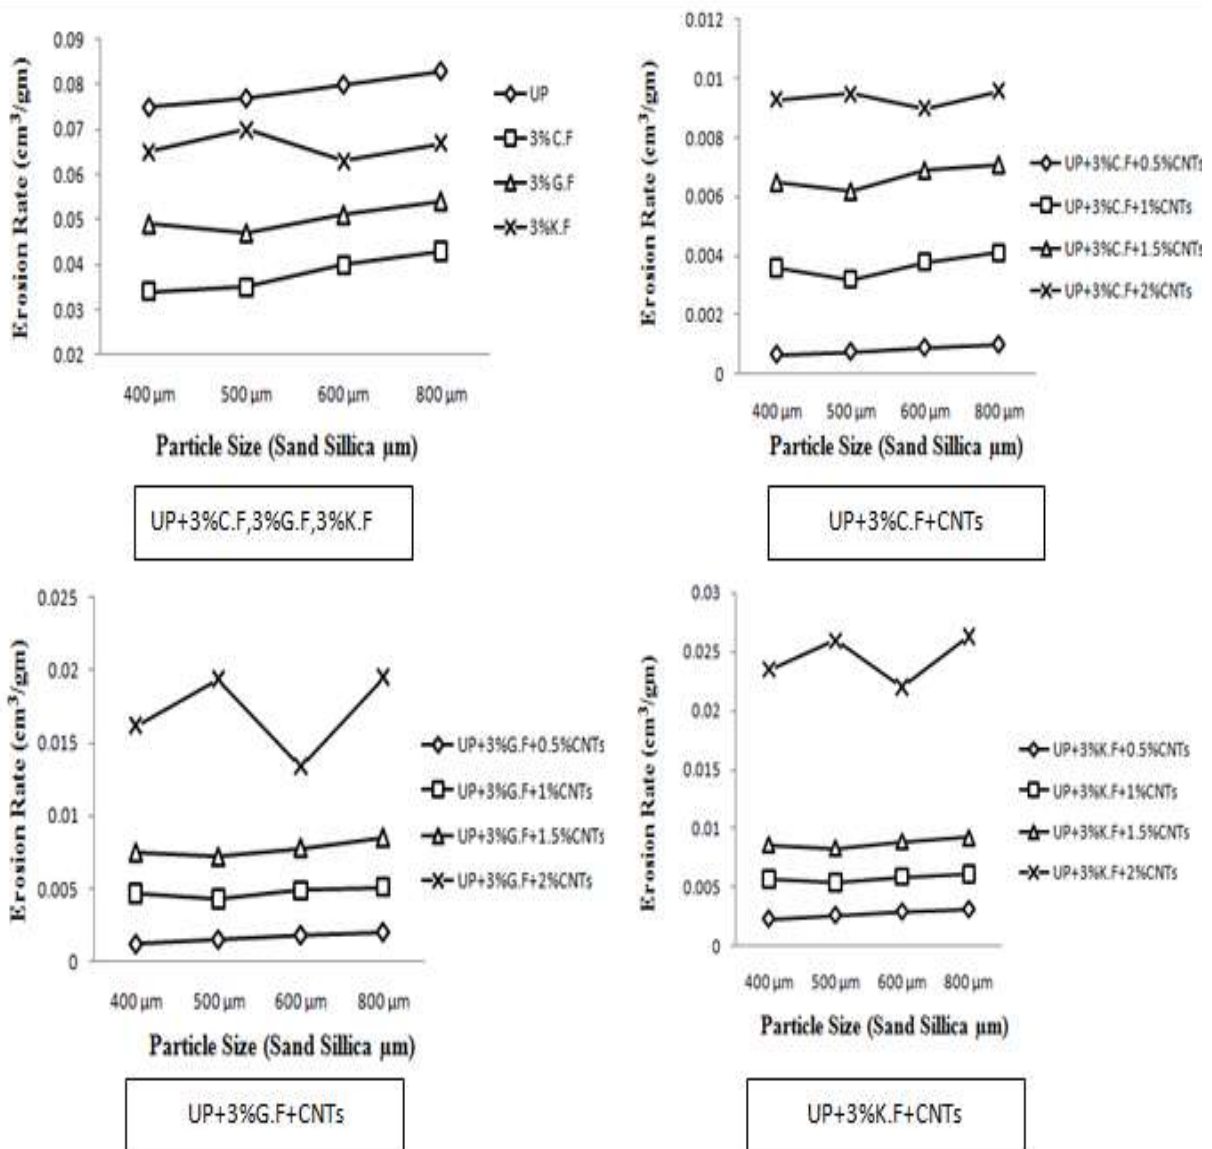 Erosion Rate (cm³/gm)
0.09
0.08
0.07
0.06
0.05
0.04
0.03
0.02
400 µm 500 µm 600 µm 800 µm
Particle Size (Sand Sillica µm)
UP
3%C.F
3%G.F
3%K.F
UP+3%C.F,3%G.F,3%K.F
Erosion Rate (cm³/gm)
0.012
0.01
0.008
0.006
0.004
0.002
0
400 µm 500 µm 600 µm 800 µm
Particle Size (Sand Sillica µm)
UP+3%C.F+0.5%CNTs
UP+3%C.F+1%CNTs
UP+3%C.F+1.5%CNTs
UP+3%C.F+2%CNTs
UP+3%C.F+CNTs
Erosion Rate (cm³/gm)
0.025
0.02
0.015
0.01
0.005
0
400 µm 500 µm 600 µm 800 µm
Particle Size (Sand Sillica µm)
UP+3%G.F+0.5%CNTs
UP+3%G.F+1%CNTs
UP+3%G.F+1.5%CNTs
UP+3%G.F+2%CNTs
UP+3%G.F+CNTs
Erosion Rate (cm³/gm)
0.03
0.025
0.02
0.015
0.01
0.005
0
400 µm 500 µm 600 µm 800 µm
Particle Size (Sand Sillica µm)
UP+3%K.F+0.5%CNTs
UP+3%K.F+1%CNTs
UP+3%K.F+1.5%CNTs
UP+3%K.F+2%CNTs
UP+3%K.F+CNTs